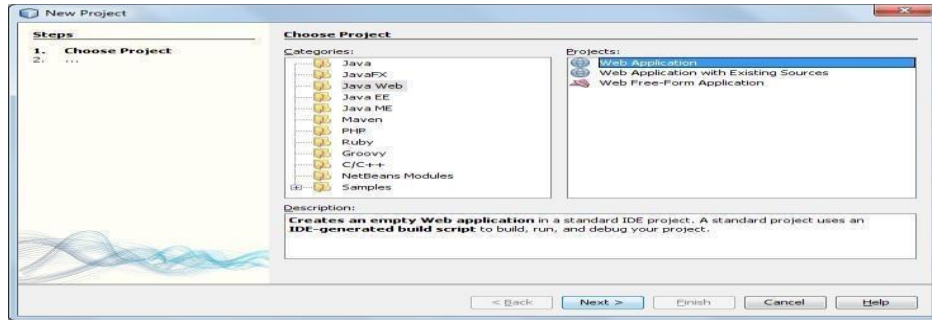 New Project
Steps
1. Choose Project
2. ...
Choose Project
Categories:
Java
JavaFX
Java Web
Java EE
Java ME
Maven
PHP
Ruby
Groovy
C/C++
NetBeans Modules
Samples
Projects:
Web Application
Web Application with Existing Sources
Web Free-Form Application
Description:
Creates an empty Web application in a standard IDE project. A standard project uses an
IDE-generated build script to build, run, and debug your project.
< Back
Next >
Finish
Cancel
Help